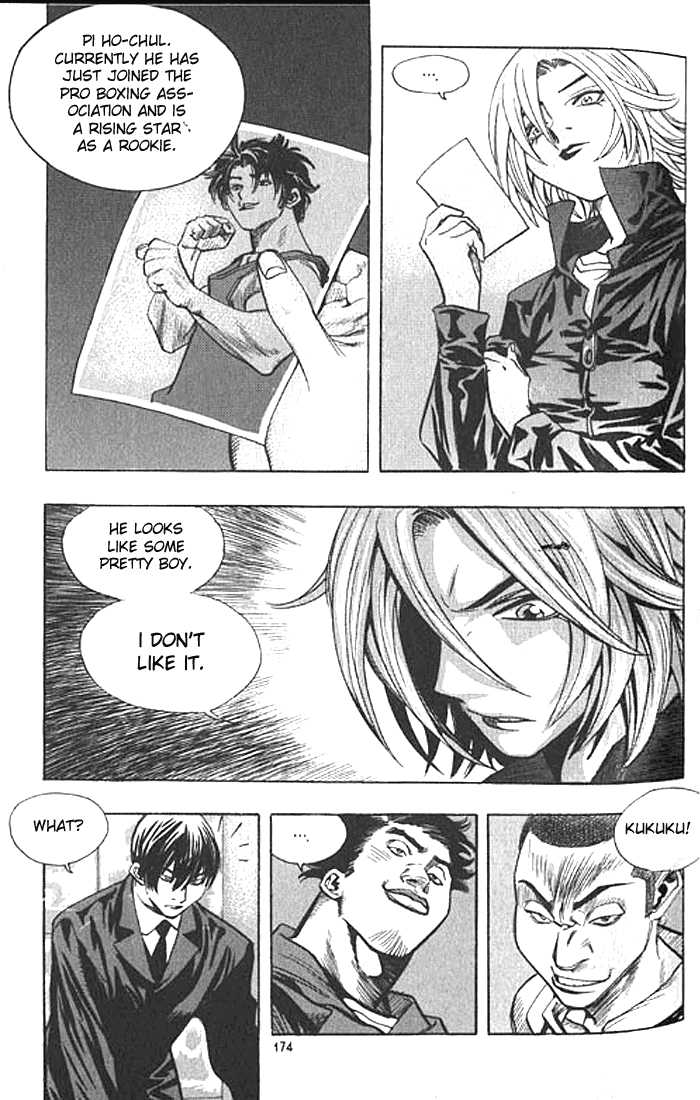 PI HO-CHUL.
CURRENTLY HE HAS
JUST JOINED THE
PRO BOXING ASS-
OCIATION AND IS
A RISING STAR
AS A ROOKIE.
...
HE LOOKS
LIKE SOME
PRETTY BOY.
I DON'T
LIKE IT.
WHAT?
...
KUKUKU!
174